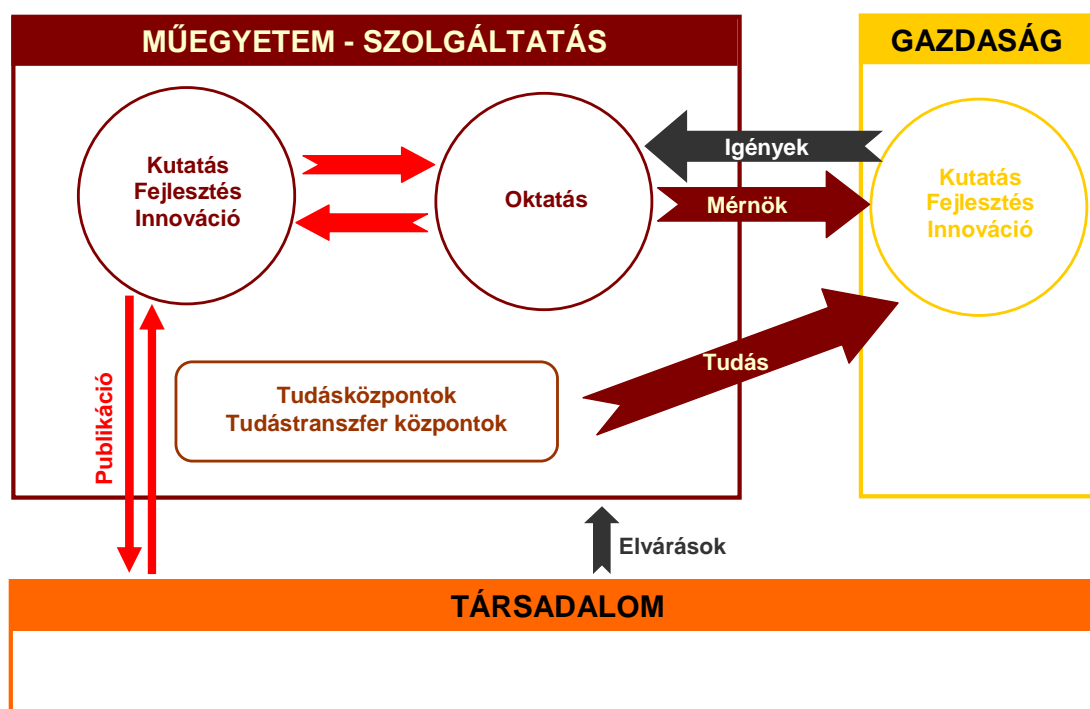 MŰEGYETEM - SZOLGÁLTATÁS
GAZDASÁG
Kutatás
Fejlesztés
Innováció
Oktatás
Igények
Mérnök
Kutatás
Fejlesztés
Innováció
Tudás
Tudásközpontok
Tudástranszfer központok
Publikáció
Elvárások
TÁRSADALOM